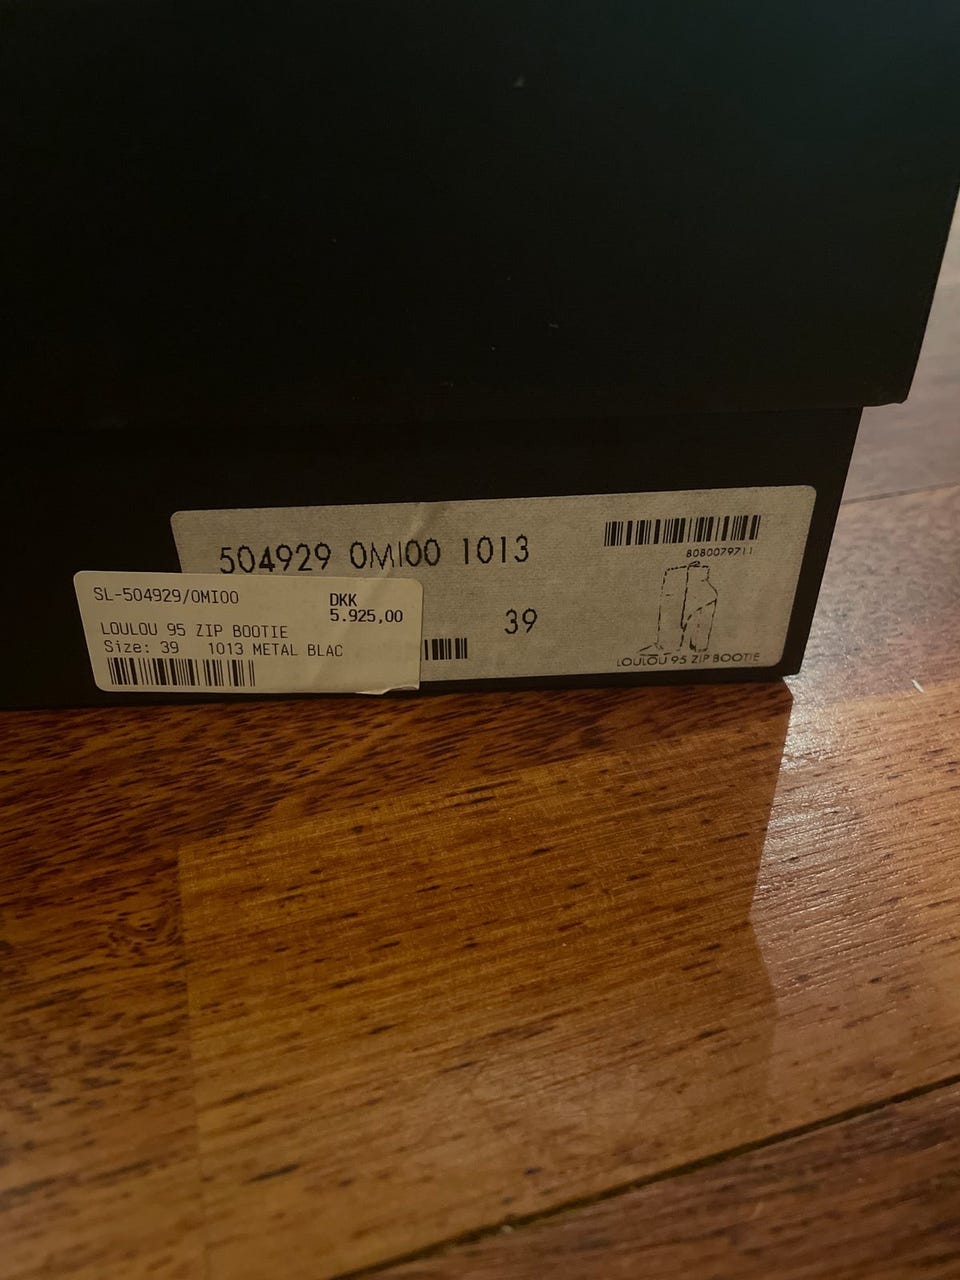 504929 0MI00 1013
8080079711
39
LOULOU 95 ZIP BOOTIE
SL-504929/0MI00
DKK
5.925,00
LOULOU 95 ZIP BOOTIE
Size: 39 1013 METAL BLAC